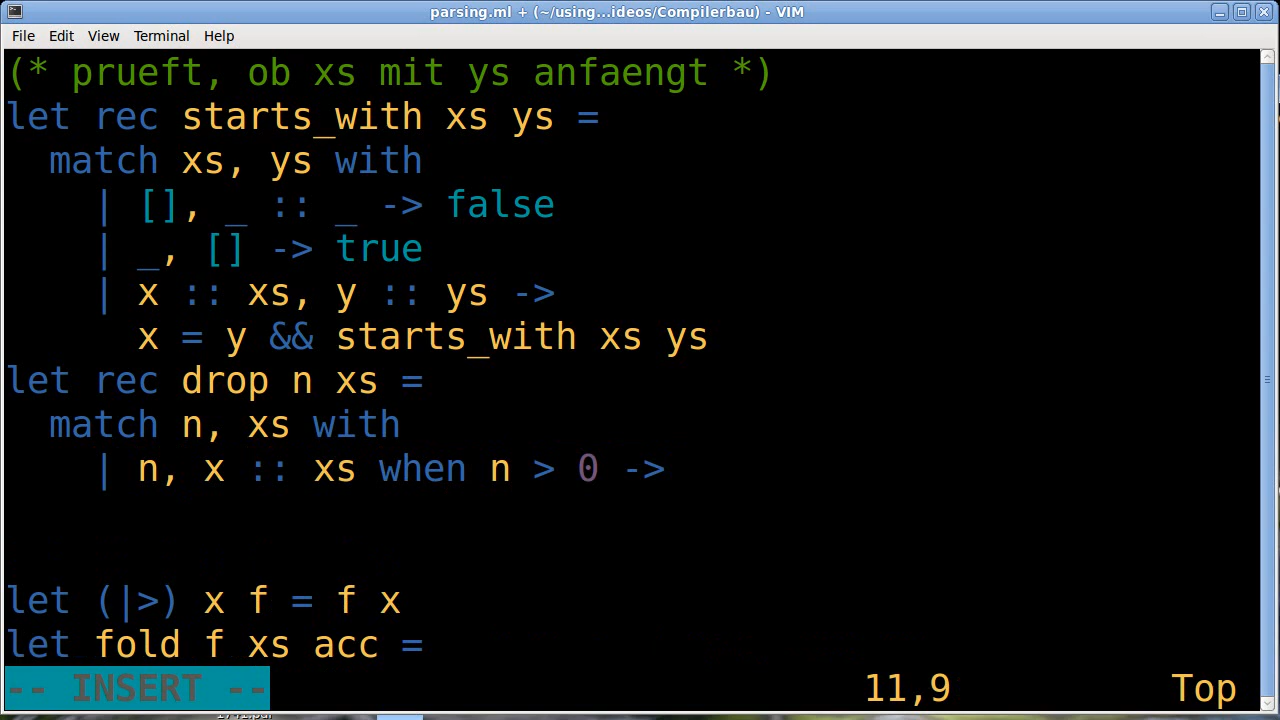 parsing.ml + (~/using...ideos/Compilerbau) - VIM
File Edit View Terminal Help
(* prueft, ob xs mit ys anfaengt *)
let rec starts_with xs ys =
  match xs, ys with
    | [], _ :: _ -> false
    | _, [] -> true
    | x :: xs, y :: ys ->
      x = y && starts_with xs ys
let rec drop n xs =
  match n, xs with
    | n, x :: xs when n > 0 ->
let (|>) x f = f x
let fold f xs acc =
-- INSERT -- 11,9 Top